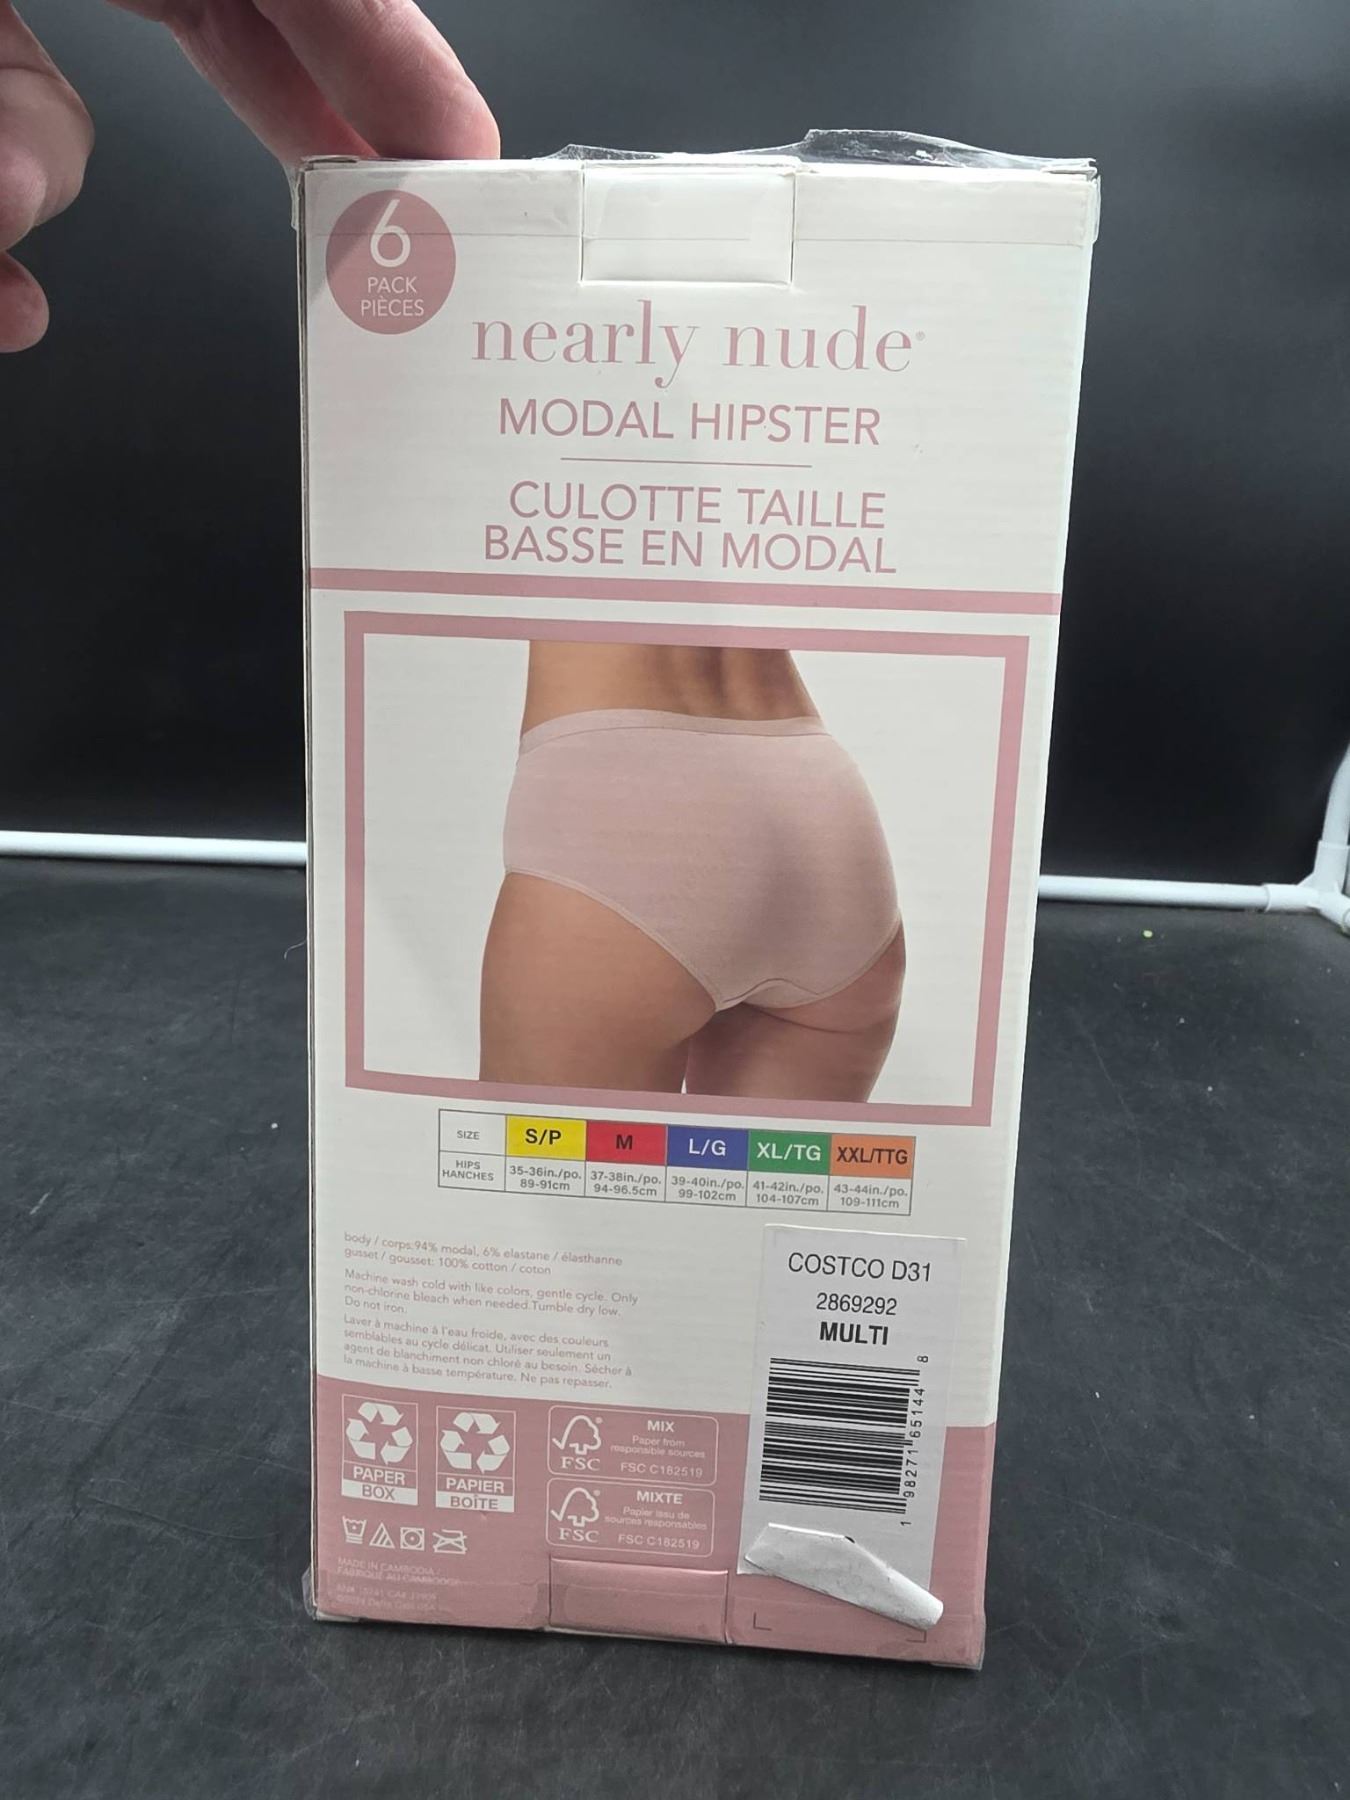 6
PACK
PIÈCES
nearly nude®
MODAL HIPSTER
CULOTTE TAILLE
BASSE EN MODAL
SIZE S/P M L/G XL/TG XXL/TTG
HIPS
HANCHES
35-36in./po. 37-38in./po. 39-40in./po. 41-42in./po. 43-44in./po.
89-91cm 94-96.5cm 99-102cm 104-107cm 109-111cm
body / corps: 94% modal, 6% elastane / élasthanne
gusset / gousset: 100% cotton / coton
Machine wash cold with like colors, gentle cycle. Only
non-chlorine bleach when needed. Tumble dry low.
Do not iron.
Laver à machine à l'eau froide, avec des couleurs
semblables au cycle délicat. Utiliser seulement un
agent de blanchiment non chloré au besoin. Sécher à
la machine à basse température. Ne pas repasser.
COSTCO D31
2869292
MULTI
1 98271 65144 8
PAPER
BOX
PAPIER
BOÎTE
FSC
MIX
Paper from
responsible sources
FSC C182519
FSC
MIXTE
Papier issu de
sources responsables
FSC C182519
MADE IN CAMBODIA
FABRIQUÉ AU CAMBODGE